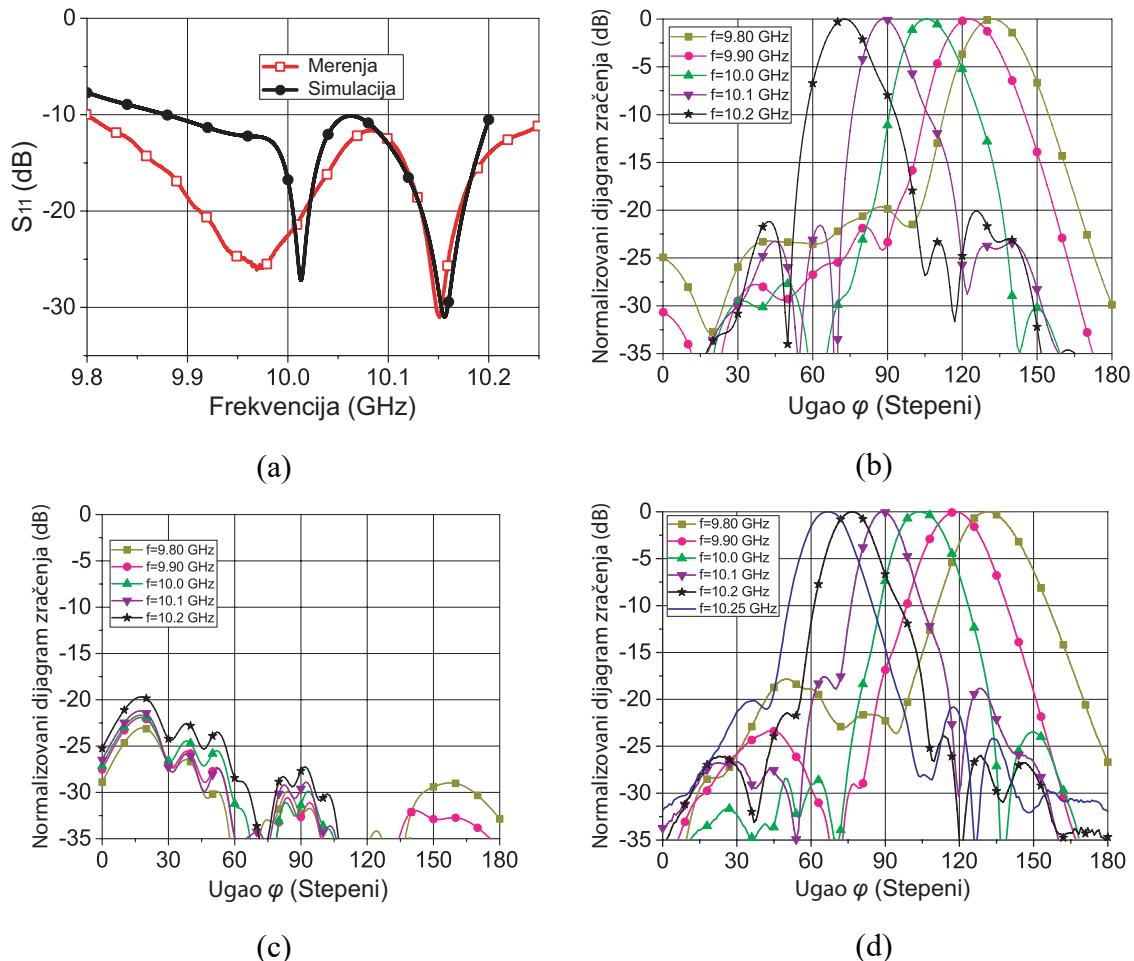 0
-10
-20
-30
S11 (dB)
Merenja
Simulacija
9.8 9.9 10.0 10.1 10.2
Frekvencija (GHz)
(a)
0
-5
-10
-15
-20
-25
-30
-35
Normalizovani dijagram zračenja (dB)
f=9.80 GHz
f=9.90 GHz
f=10.0 GHz
f=10.1 GHz
f=10.2 GHz
0 30 60 90 120 150 180
Ugao φ (Stepeni)
(b)
0
-5
-10
-15
-20
-25
-30
-35
Normalizovani dijagram zračenja (dB)
f=9.80 GHz
f=9.90 GHz
f=10.0 GHz
f=10.1 GHz
f=10.2 GHz
0 30 60 90 120 150 180
Ugao φ (Stepeni)
(c)
0
-5
-10
-15
-20
-25
-30
-35
Normalizovani dijagram zračenja (dB)
f=9.80 GHz
f=9.90 GHz
f=10.0 GHz
f=10.1 GHz
f=10.2 GHz
f=10.25 GHz
0 30 60 90 120 150 180
Ugao φ (Stepeni)
(d)